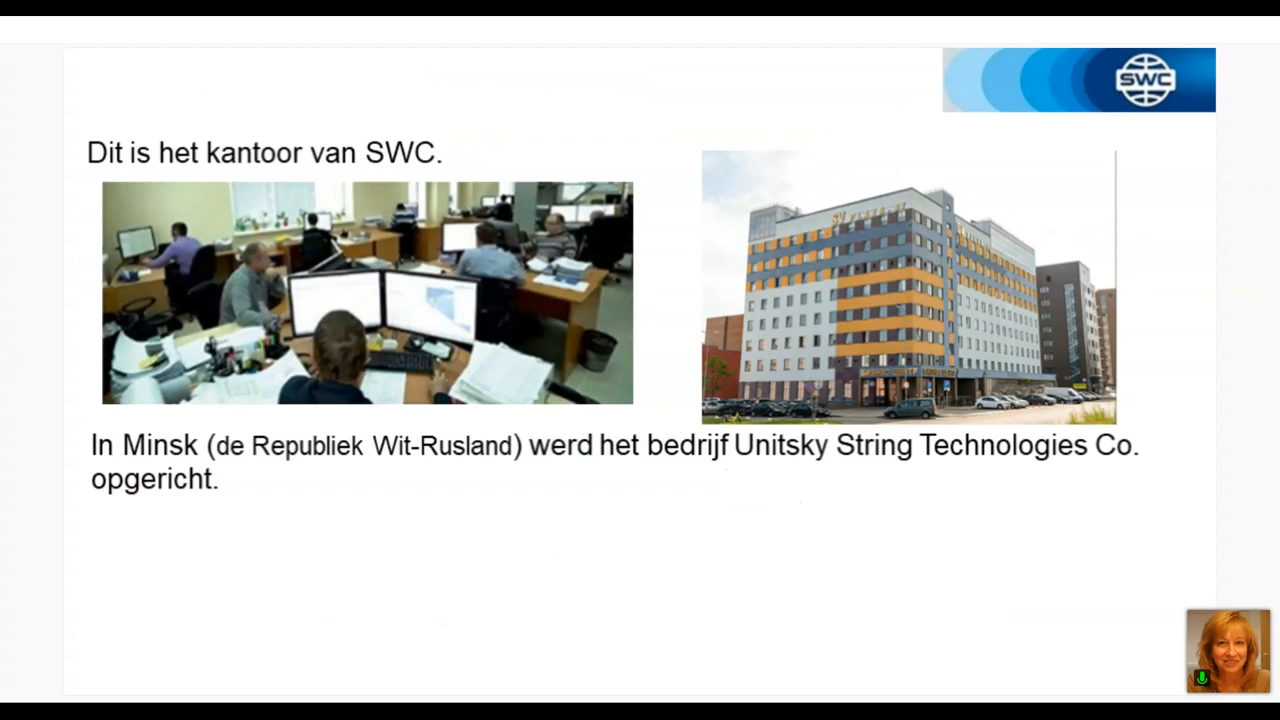 SWC
Dit is het kantoor van SWC.
In Minsk (de Republiek Wit-Rusland) werd het bedrijf Unitsky String Technologies Co.
opgericht.